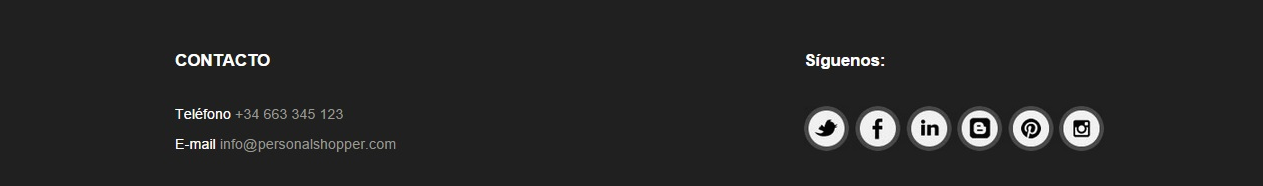 CONTACTO
Teléfono +34 663 345 123
E-mail info@personalshopper.com
Síguenos: